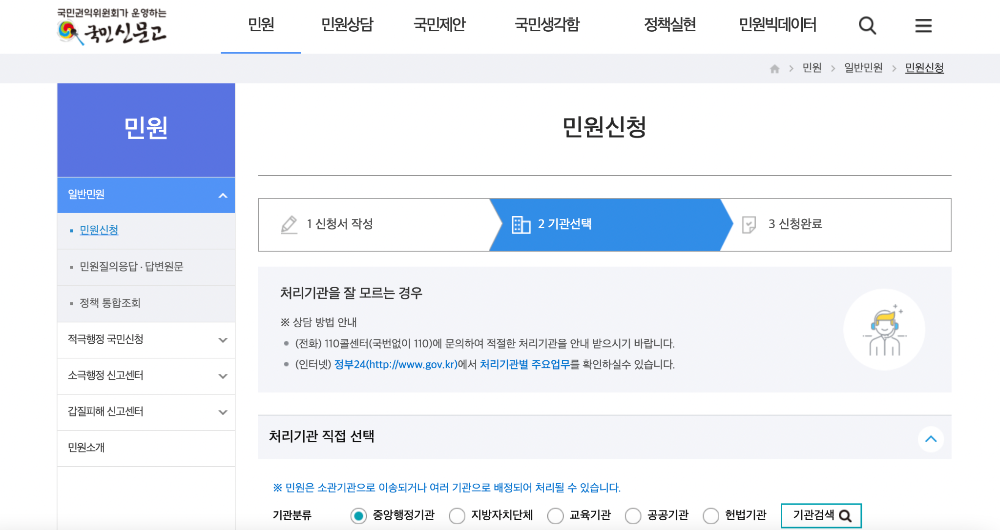 국민권익위원회가 운영하는
국민신문고
민원 민원상담 국민제안 국민생각함 정책실현 민원빅데이터
민원 일반민원 민원신청
민원
일반민원
민원신청
민원질의응답·답변원문
정책 통합조회
적극행정 국민신청
소극행정 신고센터
갑질피해 신고센터
민원소개
민원신청
1 신청서 작성
2 기관선택
3 신청완료
처리기관을 잘 모르는 경우
※ 상담 방법 안내
(전화) 110콜센터(국번없이 110)에 문의하여 적절한 처리기관을 안내 받으시기 바랍니다.
(인터넷) 정부24(http://www.gov.kr)에서 처리기관별 주요업무를 확인하실수 있습니다.
처리기관 직접 선택
※ 민원은 소관기관으로 이송되거나 여러 기관으로 배정되어 처리될 수 있습니다.
기관분류 중앙행정기관 지방자치단체 교육기관 공공기관 헌법기관 기관검색